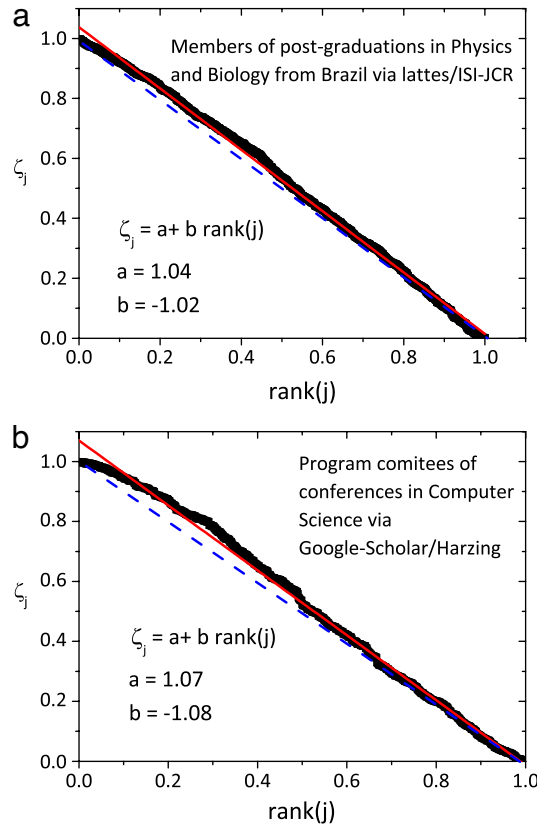 a
Members of post-graduations in Physics
and Biology from Brazil via lattes/ISI-JCR
1.0
0.8
0.6
0.4
0.2
0.0
ζj
ζj = a+ b rank(j)
a = 1.04
b = -1.02
0.0 0.2 0.4 0.6 0.8 1.0
rank(j)
b
Program comitees of
conferences in Computer
Science via
Google-Scholar/Harzing
1.0
0.8
0.6
0.4
0.2
0.0
ζj
ζj = a+ b rank(j)
a = 1.07
b = -1.08
0.0 0.2 0.4 0.6 0.8 1.0
rank(j)